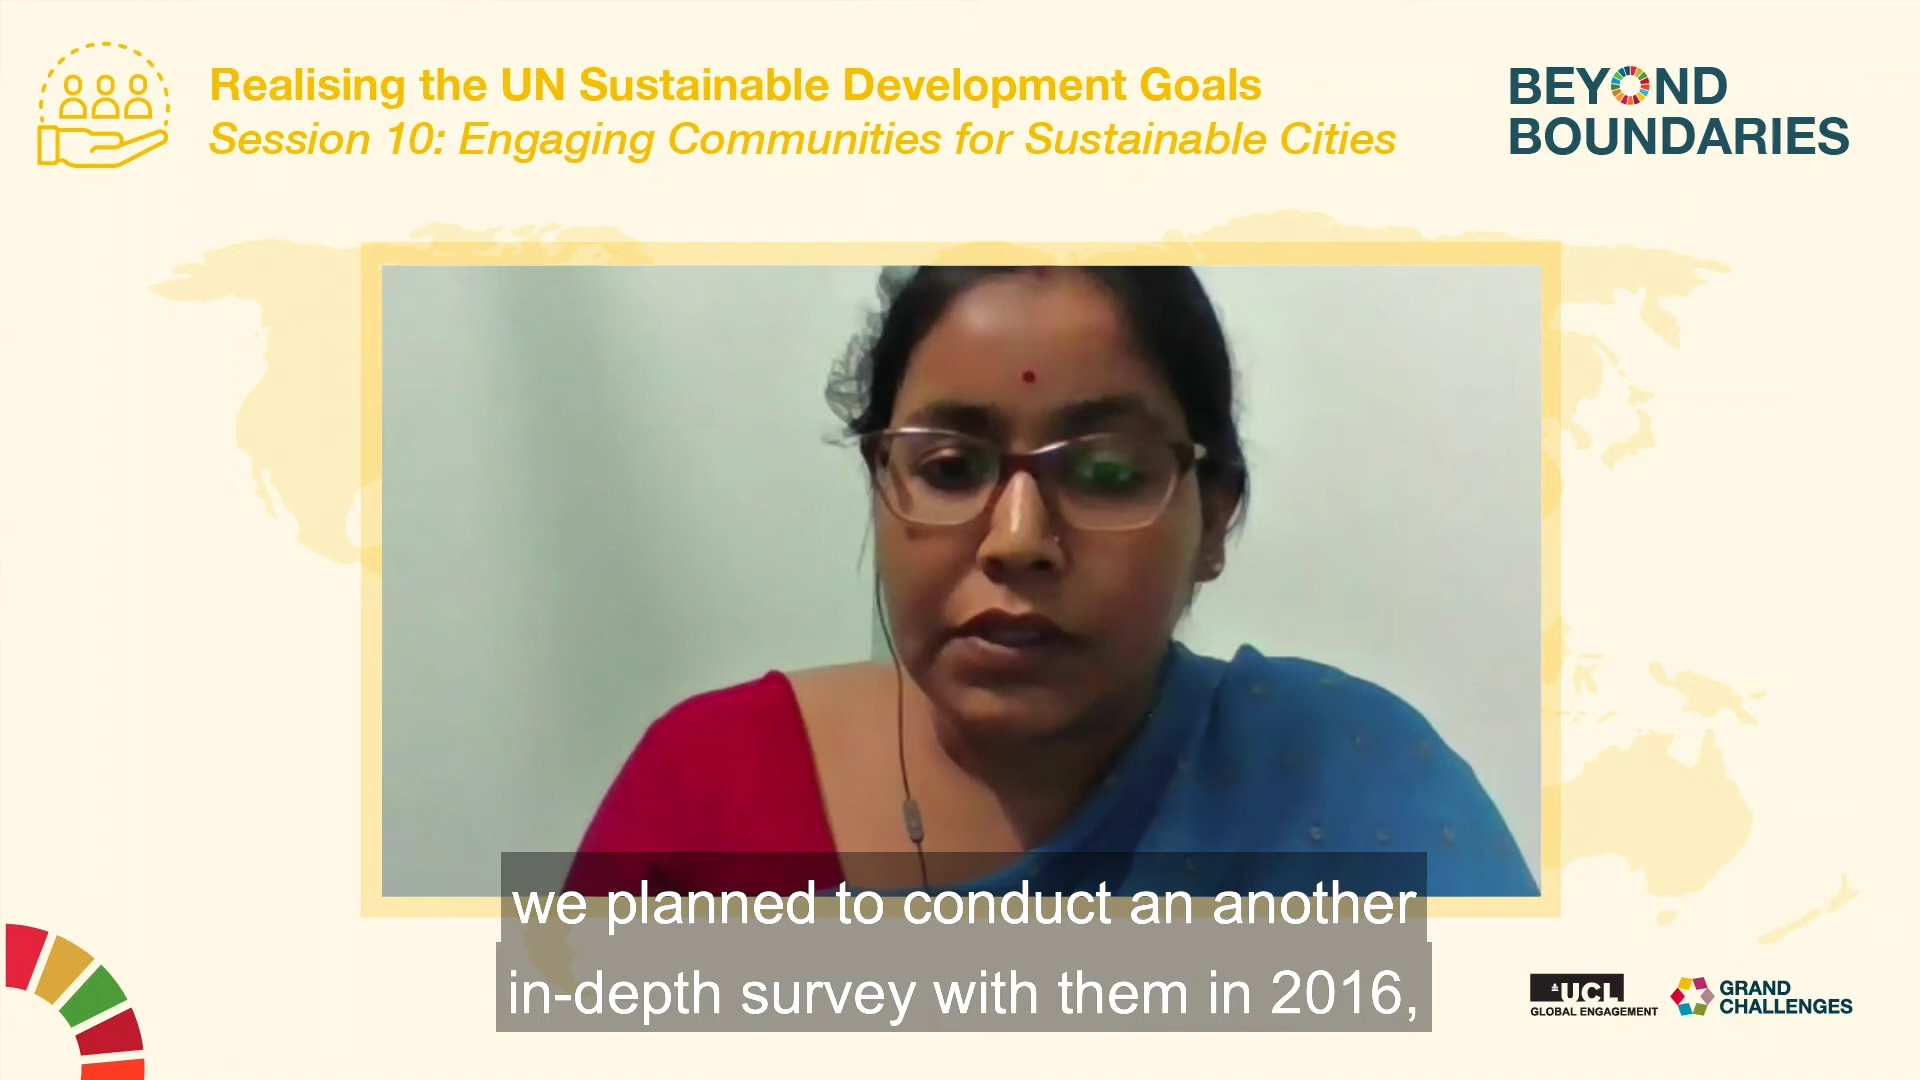 Realising the UN Sustainable Development Goals
Session 10: Engaging Communities for Sustainable Cities
BEYOND
BOUNDARIES
we planned to conduct an another
in-depth survey with them in 2016,
UCL
GLOBAL ENGAGEMENT
GRAND
CHALLENGES